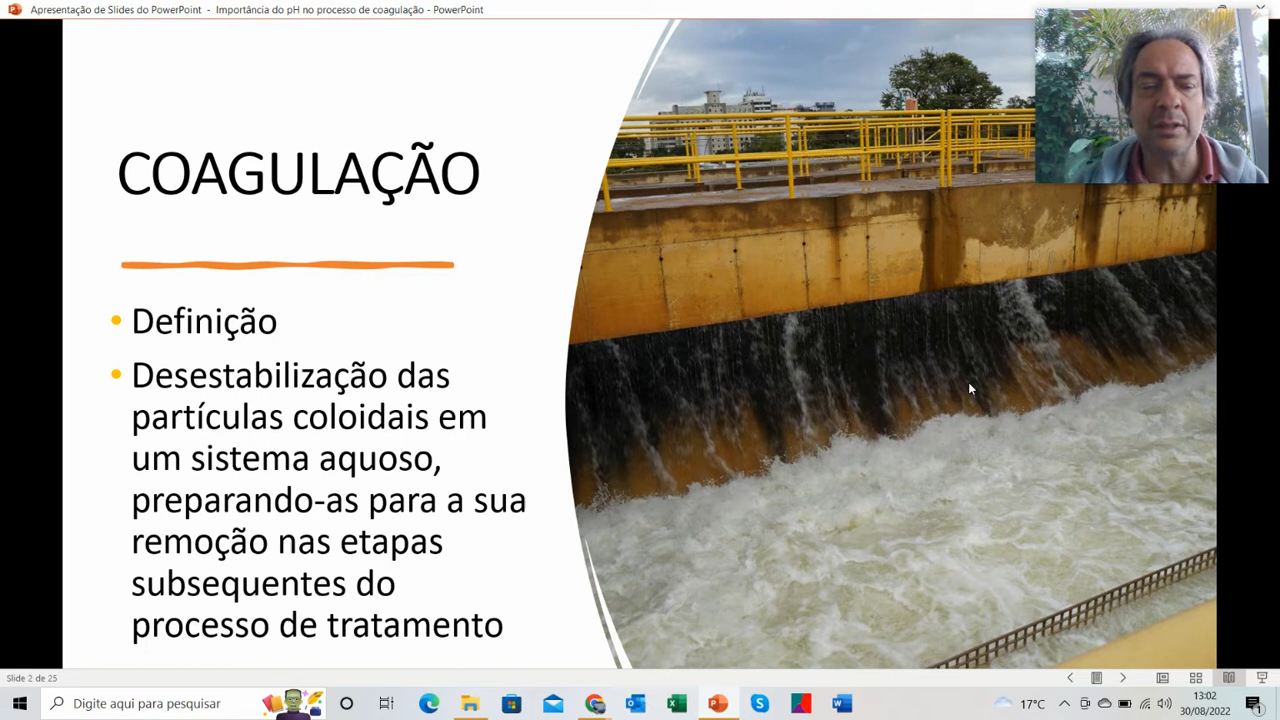 Apresentação de Slides do PowerPoint - Importância do pH no processo de coagulação - PowerPoint
COAGULAÇÃO
• Definição
• Desestabilização das
partículas coloidais em
um sistema aquoso,
preparando-as para a sua
remoção nas etapas
subsequentes do
processo de tratamento
Slide 2 de 25
Digite aqui para pesquisar
17°C
13:02
30/08/2022
1